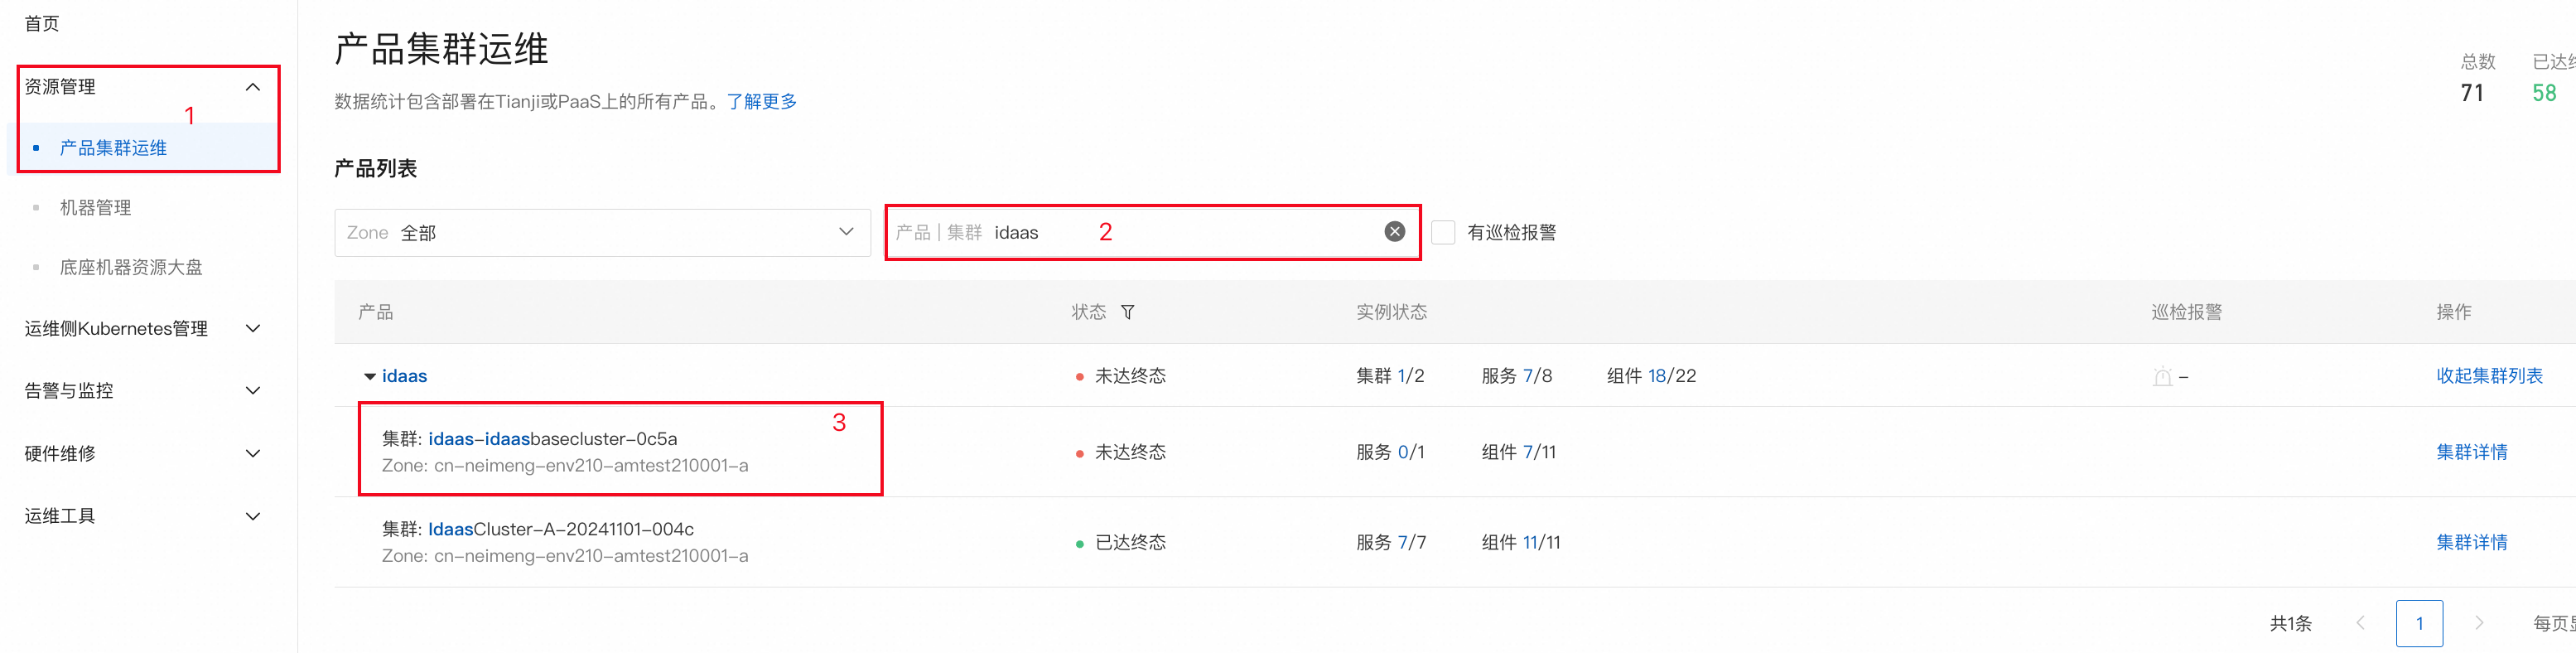 首页
资源管理
1
产品集群运维
机器管理
底座机器资源大盘
运维侧Kubernetes管理
告警与监控
硬件维修
运维工具
产品集群运维
数据统计包含部署在Tianji或PaaS上的所有产品。了解更多
总数
71
已达
58
产品列表
Zone 全部
产品 | 集群 idaas
2
有巡检报警
产品 状态 实例状态 巡检报警 操作
idaas 未达终态 集群 1/2 服务 7/8 组件 18/22 – 收起集群列表
3
集群: idaas-idaasbasecluster-0c5a
Zone: cn-neimeng-env210-amtest210001-a
未达终态 服务 0/1 组件 7/11 集群详情
集群: IdaasCluster-A-20241101-004c
Zone: cn-neimeng-env210-amtest210001-a
已达终态 服务 7/7 组件 11/11 集群详情
共1条 1 每页